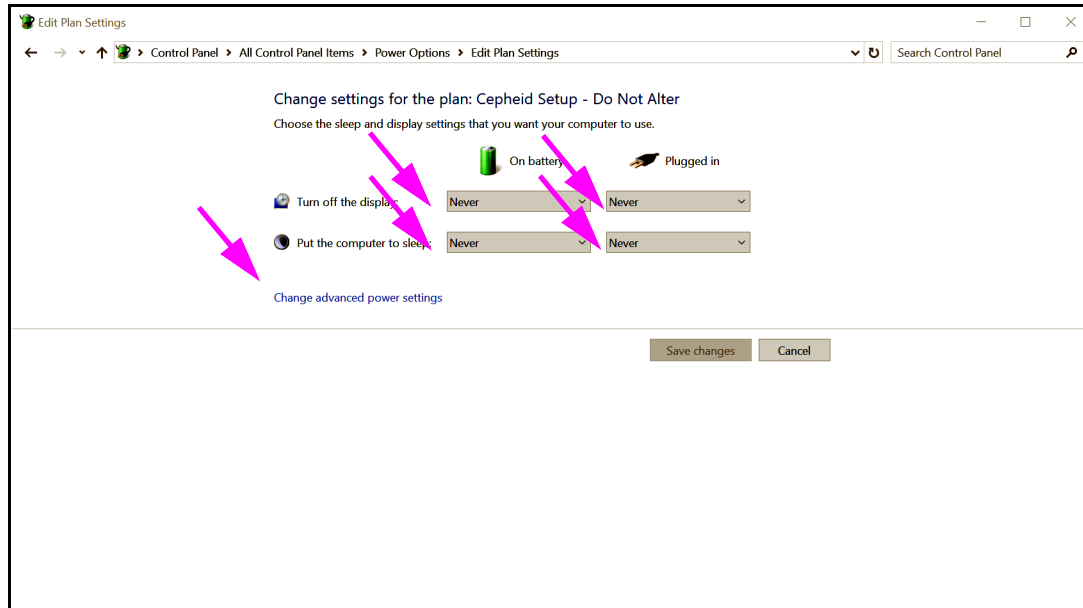 Edit Plan Settings
Control Panel > All Control Panel Items > Power Options > Edit Plan Settings
Search Control Panel
Change settings for the plan: Cepheid Setup - Do Not Alter
Choose the sleep and display settings that you want your computer to use.
On battery Plugged in
Turn off the display: Never Never
Put the computer to sleep: Never Never
Change advanced power settings
Save changes Cancel